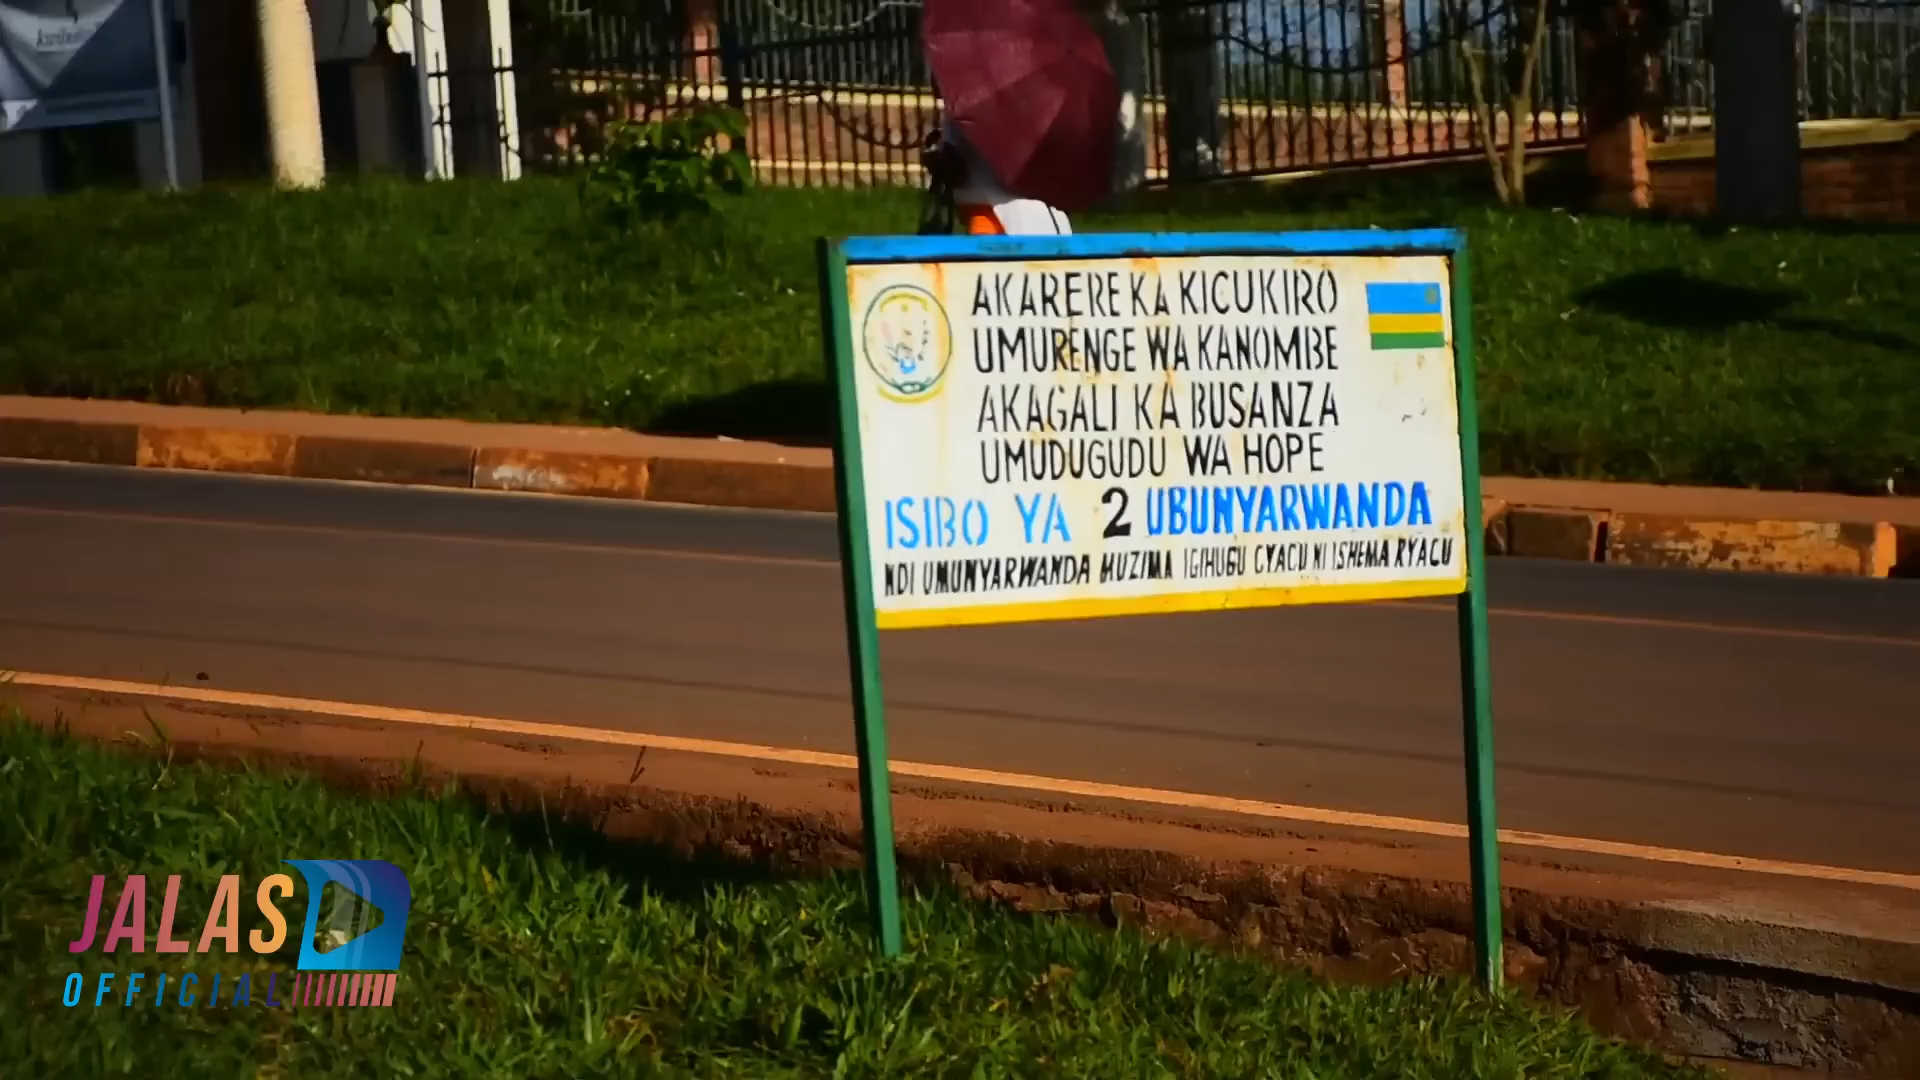 AKARERE KA KICUKIRO
UMURENGE WA KANOMBE
AKAGALI KA BUSANZA
UMUDUGUDU WA HOPE
ISIBO YA 2 UBUNYARWANDA
NDI UMUNYARWANDA MUZIMA IGIHUGU CYACU NI ISHEMA RYACU
JALAS
OFFICIAL